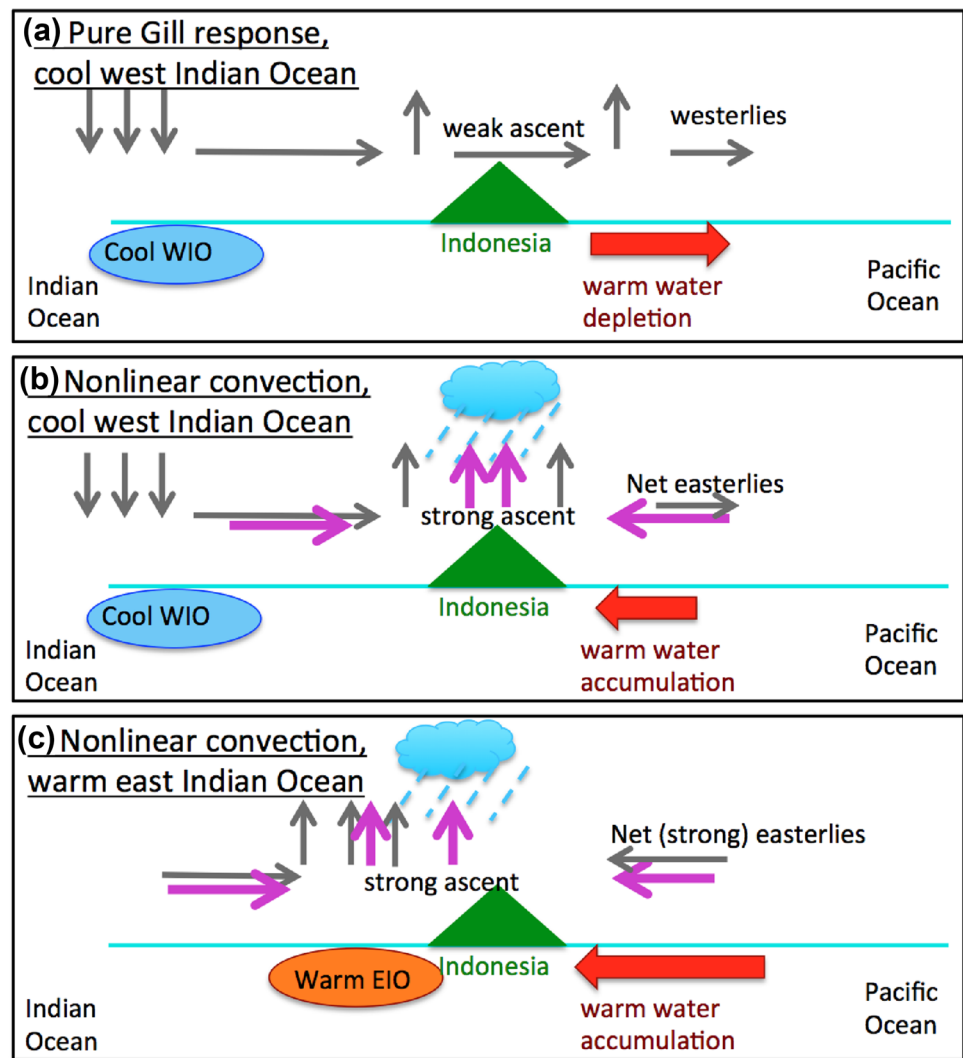 (a) Pure Gill response,
cool west Indian Ocean
weak ascent
westerlies
Cool WIO
Indonesia
Indian
Ocean
warm water
depletion
Pacific
Ocean
(b) Nonlinear convection,
cool west Indian Ocean
Net easterlies
strong ascent
Cool WIO
Indonesia
Indian
Ocean
warm water
accumulation
Pacific
Ocean
(c) Nonlinear convection,
warm east Indian Ocean
Net (strong) easterlies
strong ascent
Warm EIO
Indonesia
Indian
Ocean
warm water
accumulation
Pacific
Ocean